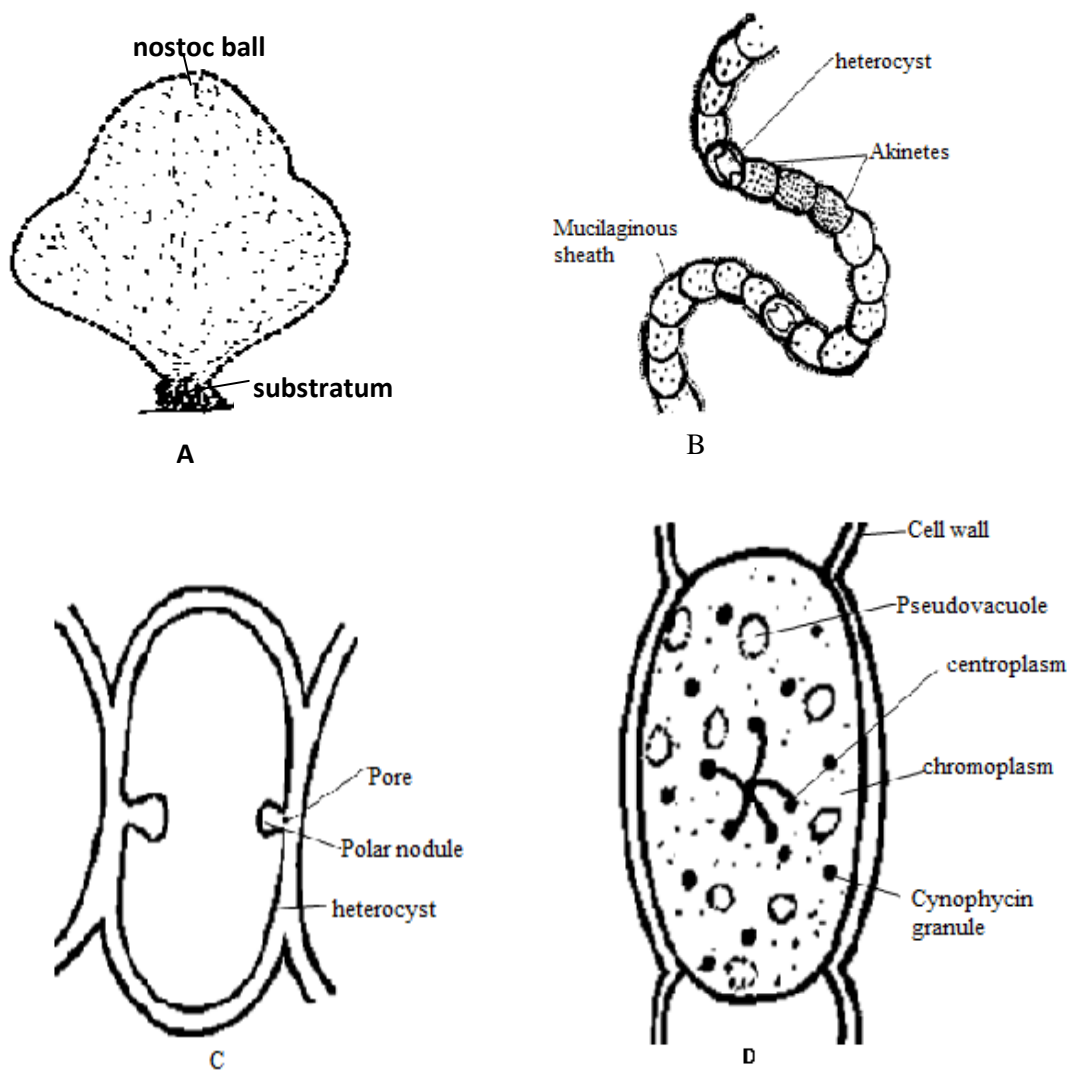 nostoc ball
substratum
A
heterocyst
Akinetes
Mucilaginous
sheath
B
Pore
Polar nodule
heterocyst
C
Cell wall
Pseudovacuole
centroplasm
chromoplasm
Cynophycin
granule
D